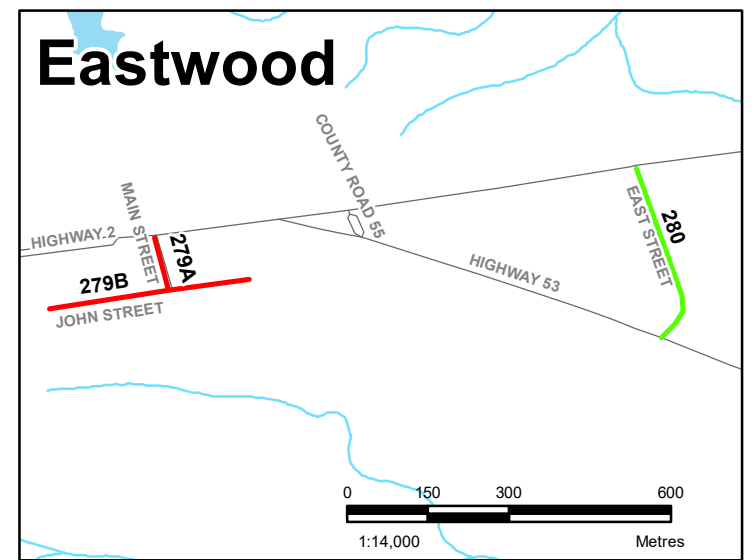 Eastwood
COUNTY ROAD 55
MAIN STREET
HIGHWAY 2
279A
279B
JOHN STREET
EAST STREET
280
HIGHWAY 53
0 150 300 600
1:14,000 Metres